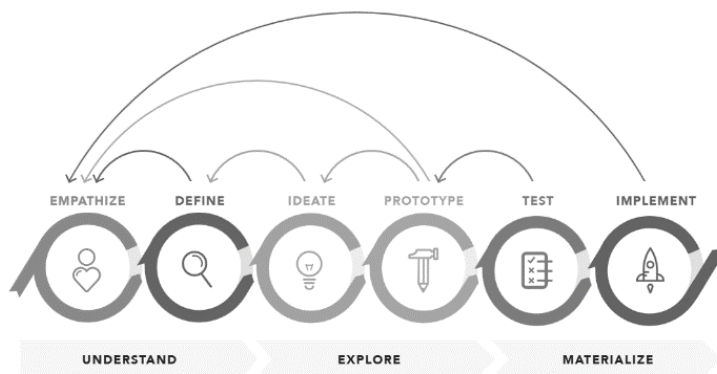 EMPATHIZE DEFINE IDEATE PROTOTYPE TEST IMPLEMENT
UNDERSTAND EXPLORE MATERIALIZE